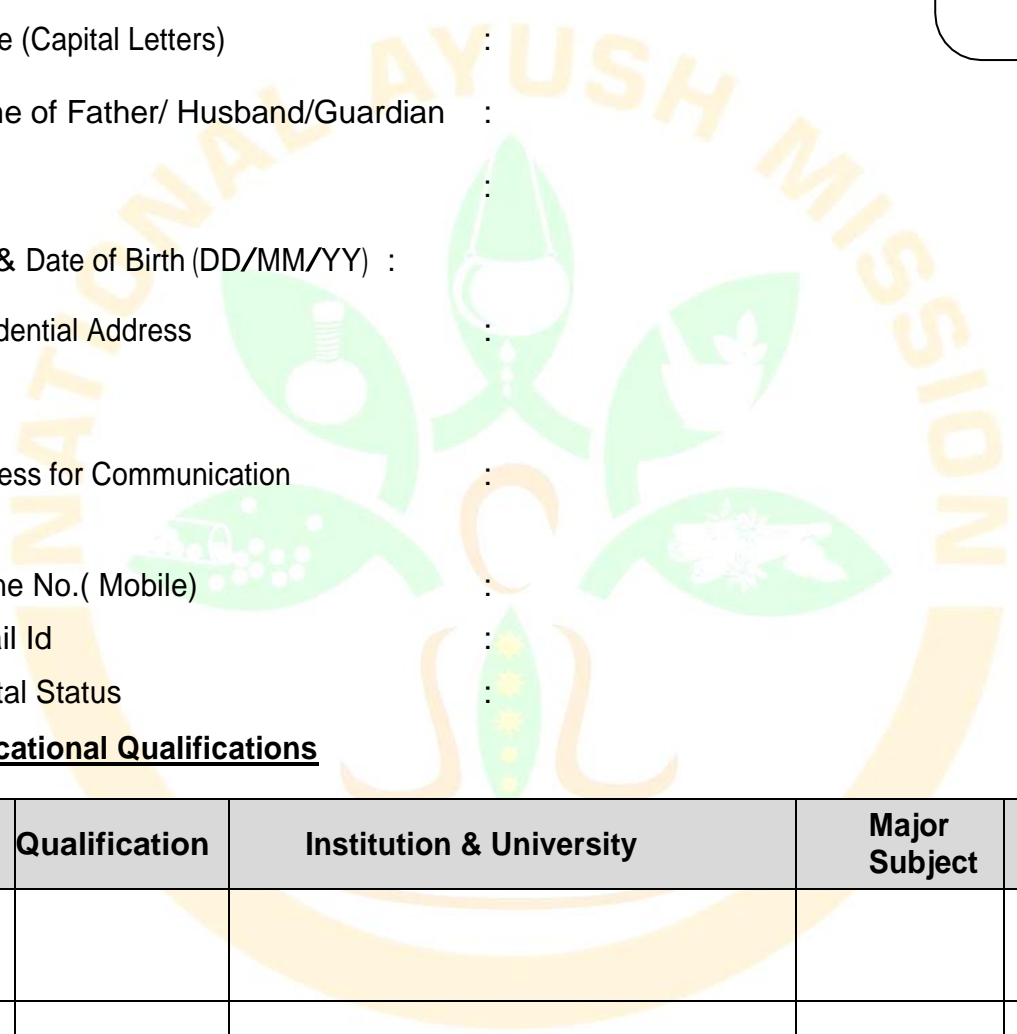 NATIONAL AYUSH MISSION
e (Capital Letters) :
ne of Father/ Husband/Guardian :
:
& Date of Birth (DD/MM/YY) :
dential Address :
ess for Communication :
ne No.( Mobile) :
il Id :
tal Status :
cational Qualifications
Qualification Institution & University Major Subject